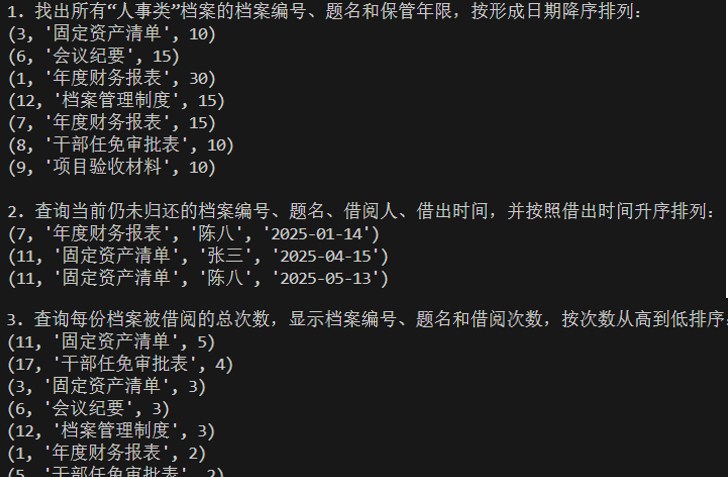 1. 找出所有“人事类”档案的档案编号、题名和保管年限，按形成日期降序排列：
(3, '固定资产清单', 10)
(6, '会议纪要', 15)
(1, '年度财务报表', 30)
(12, '档案管理制度', 15)
(7, '年度财务报表', 15)
(8, '干部任免审批表', 10)
(9, '项目验收材料', 10)
2. 查询当前仍未归还的档案编号、题名、借阅人、借出时间，并按照借出时间升序排列：
(7, '年度财务报表', '陈八', '2025-01-14')
(11, '固定资产清单', '张三', '2025-04-15')
(11, '固定资产清单', '陈八', '2025-05-13')
3. 查询每份档案被借阅的总次数，显示档案编号、题名和借阅次数，按次数从高到低排序
(11, '固定资产清单', 5)
(17, '干部任免审批表', 4)
(3, '固定资产清单', 3)
(6, '会议纪要', 3)
(12, '档案管理制度', 3)
(1, '年度财务报表', 2)
(5, '干部任免审批表', 2)